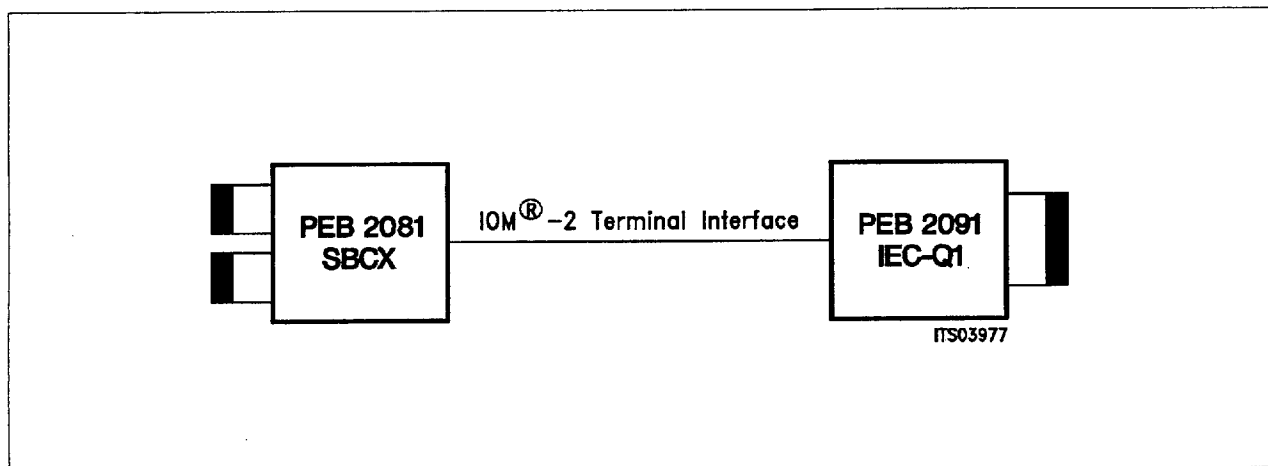 PEB 2081
SBCX
IOM®-2 Terminal Interface
PEB 2091
IEC-Q1
ITS03977